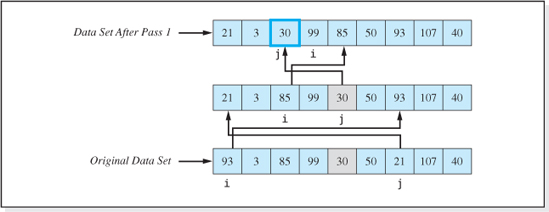 Data Set After Pass 1 21 3 30 99 85 50 93 107 40
j i
21 3 85 99 30 50 93 107 40
i j
Original Data Set 93 3 85 99 30 50 21 107 40
i j